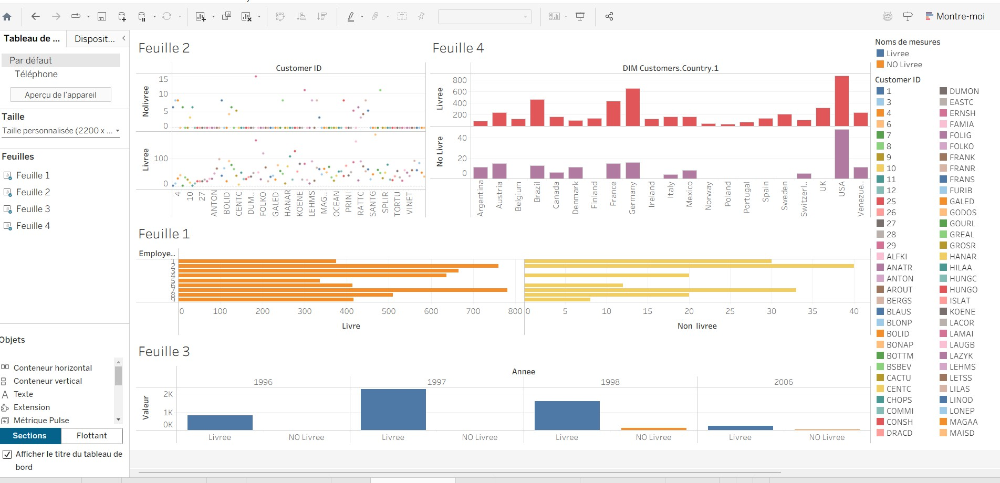 Montre-moi
Tableau de ...
Disposit...
Par défaut
Téléphone
Aperçu de l'appareil
Taille
Taille personnalisée (2200 x ...
Feuilles
Feuille 1
Feuille 2
Feuille 3
Feuille 4
Objets
Conteneur horizontal
Conteneur vertical
Texte
Extension
Métrique Pulse
Sections
Flottant
Afficher le titre du tableau de
bord
Feuille 2
Customer ID
Nolivree
15
10
5
0
Livree
100
0
4
10
27
ANTON
BOLID
CENTC
DUM..
FOLKO
GALED
HANAR
KOENE
LEHMS
MAG..
OCEAN
PRINI
RATTC
SANTG
SPLIR
TORTU
VINET
Feuille 4
DIM Customers.Country.1
Livree
800
600
400
200
No Livre
40
20
0
Argentina
Austria
Belgium
Brazil
Canada
Denmark
Finland
France
Germany
Ireland
Italy
Mexico
Norway
Poland
Portugal
Spain
Sweden
Switzerl..
UK
USA
Venezue..
Feuille 1
Employe..
1
2
3
4
5
6
7
8
9
0 100 200 300 400 500 600 700 800
Livre
0 5 10 15 20 25 30 35 40
Non livree
Feuille 3
Annee
1996 1997 1998 2006
Valeur
2K
1K
0K
Livree NO Livree Livree NO Livree Livree NO Livree Livree NO Livree
Noms de mesures
Livree
NO Livree
Customer ID
1
3
4
6
7
8
9
10
11
12
25
26
27
28
29
ALFKI
ANATR
ANTON
AROUT
BERGS
BLAUS
BLONP
BOLID
BONAP
BOTTM
BSBEV
CACTU
CENTC
CHOPS
COMMI
CONSH
DRACD
DUMON
EASTC
ERNSH
FAMIA
FOLIG
FOLKO
FRANK
FRANR
FRANS
FURIB
GALED
GODOS
GOURL
GREAL
GROSR
HANAR
HILAA
HUNGC
HUNGO
ISLAT
KOENE
LACOR
LAMAI
LAUGB
LAZYK
LEHMS
LETSS
LILAS
LINOD
LONEP
MAGAA
MAISD